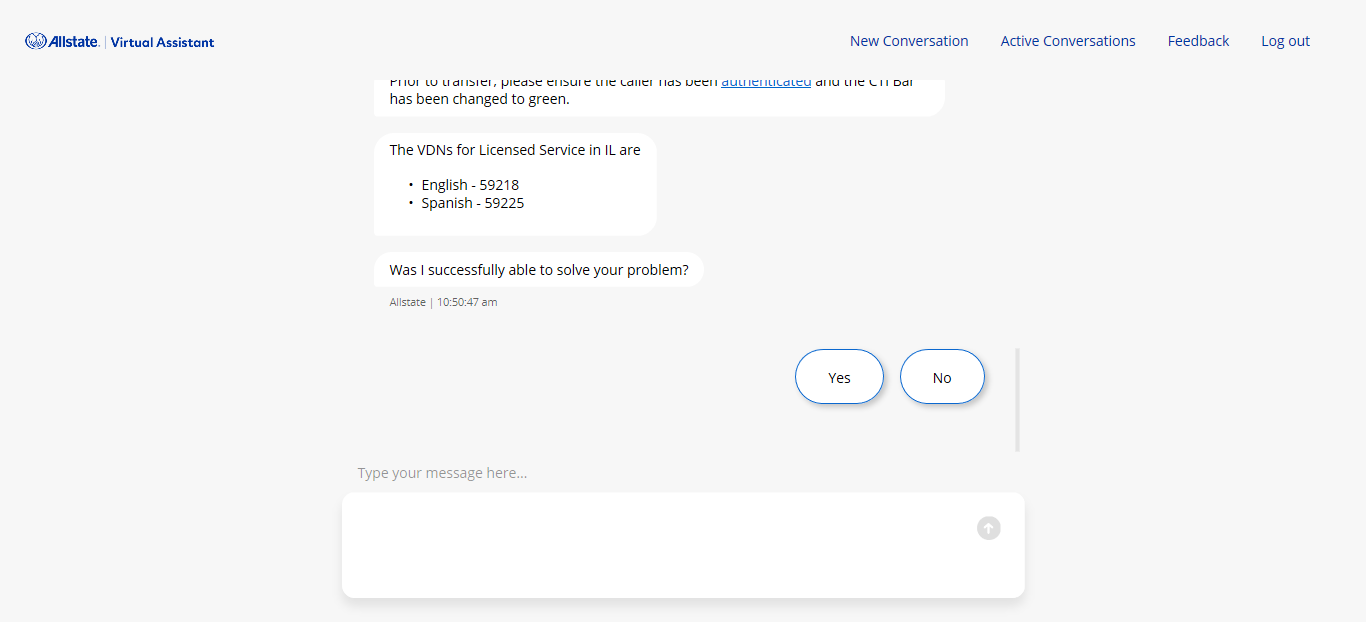 Allstate. | Virtual Assistant
New Conversation Active Conversations Feedback Log out
Prior to transfer, please ensure the caller has been authenticated and the CTI Bar
has been changed to green.
The VDNs for Licensed Service in IL are
• English - 59218
• Spanish - 59225
Was I successfully able to solve your problem?
Allstate | 10:50:47 am
Yes No
Type your message here...